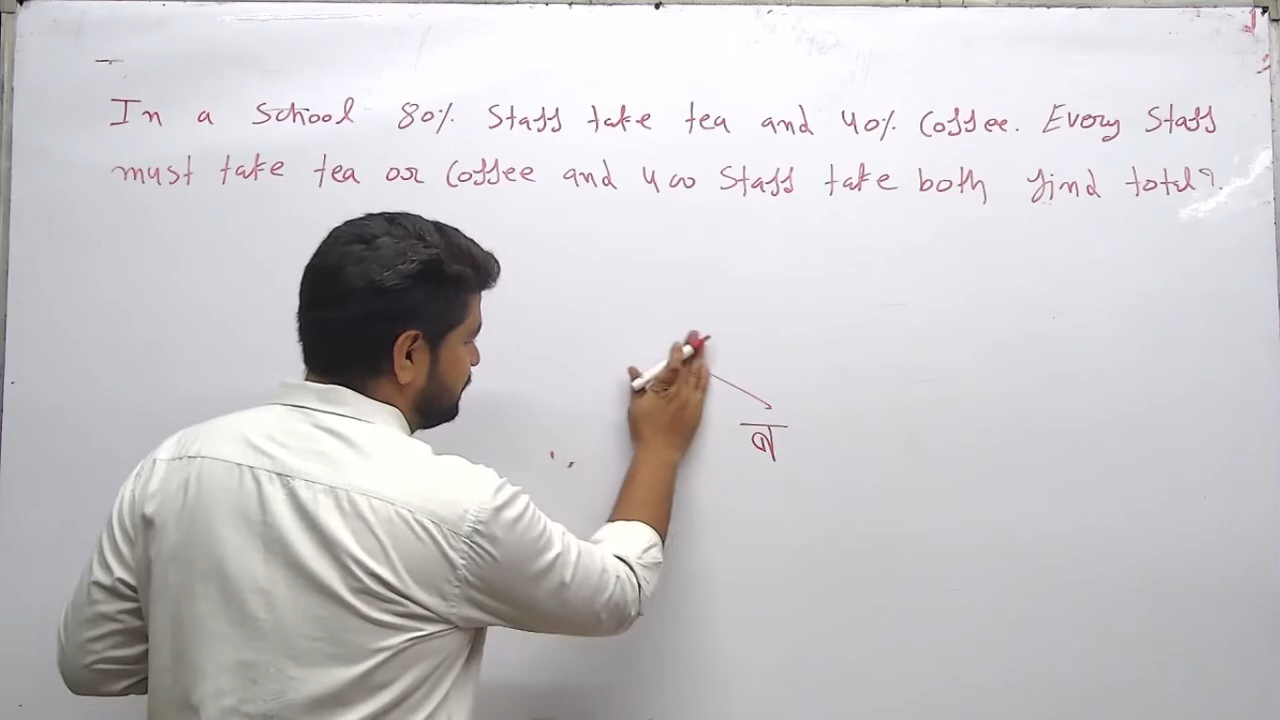 In a School 80% Staff take tea and 40% Coffee. Every Staff
must take tea or Coffee and 400 Staff take both find total?